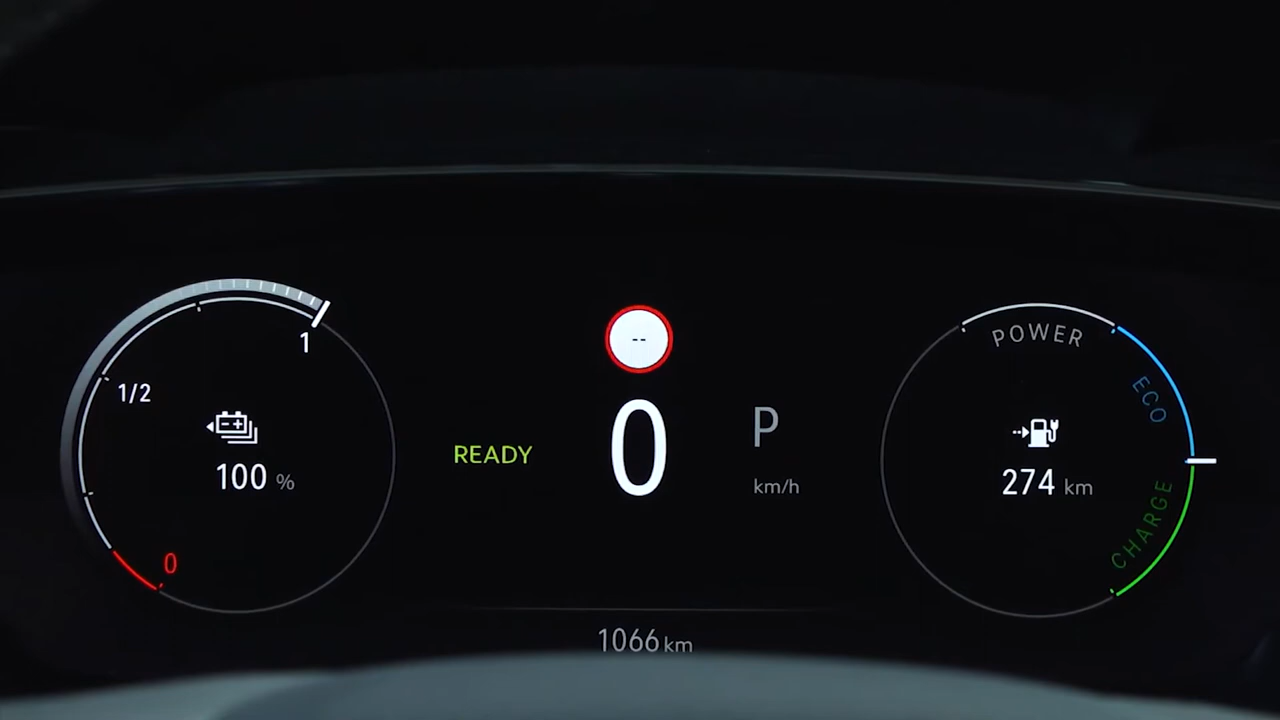 1
1/2
100 %
0
READY
--
0
P
km/h
POWER
ECO
274 km
CHARGE
1066 km